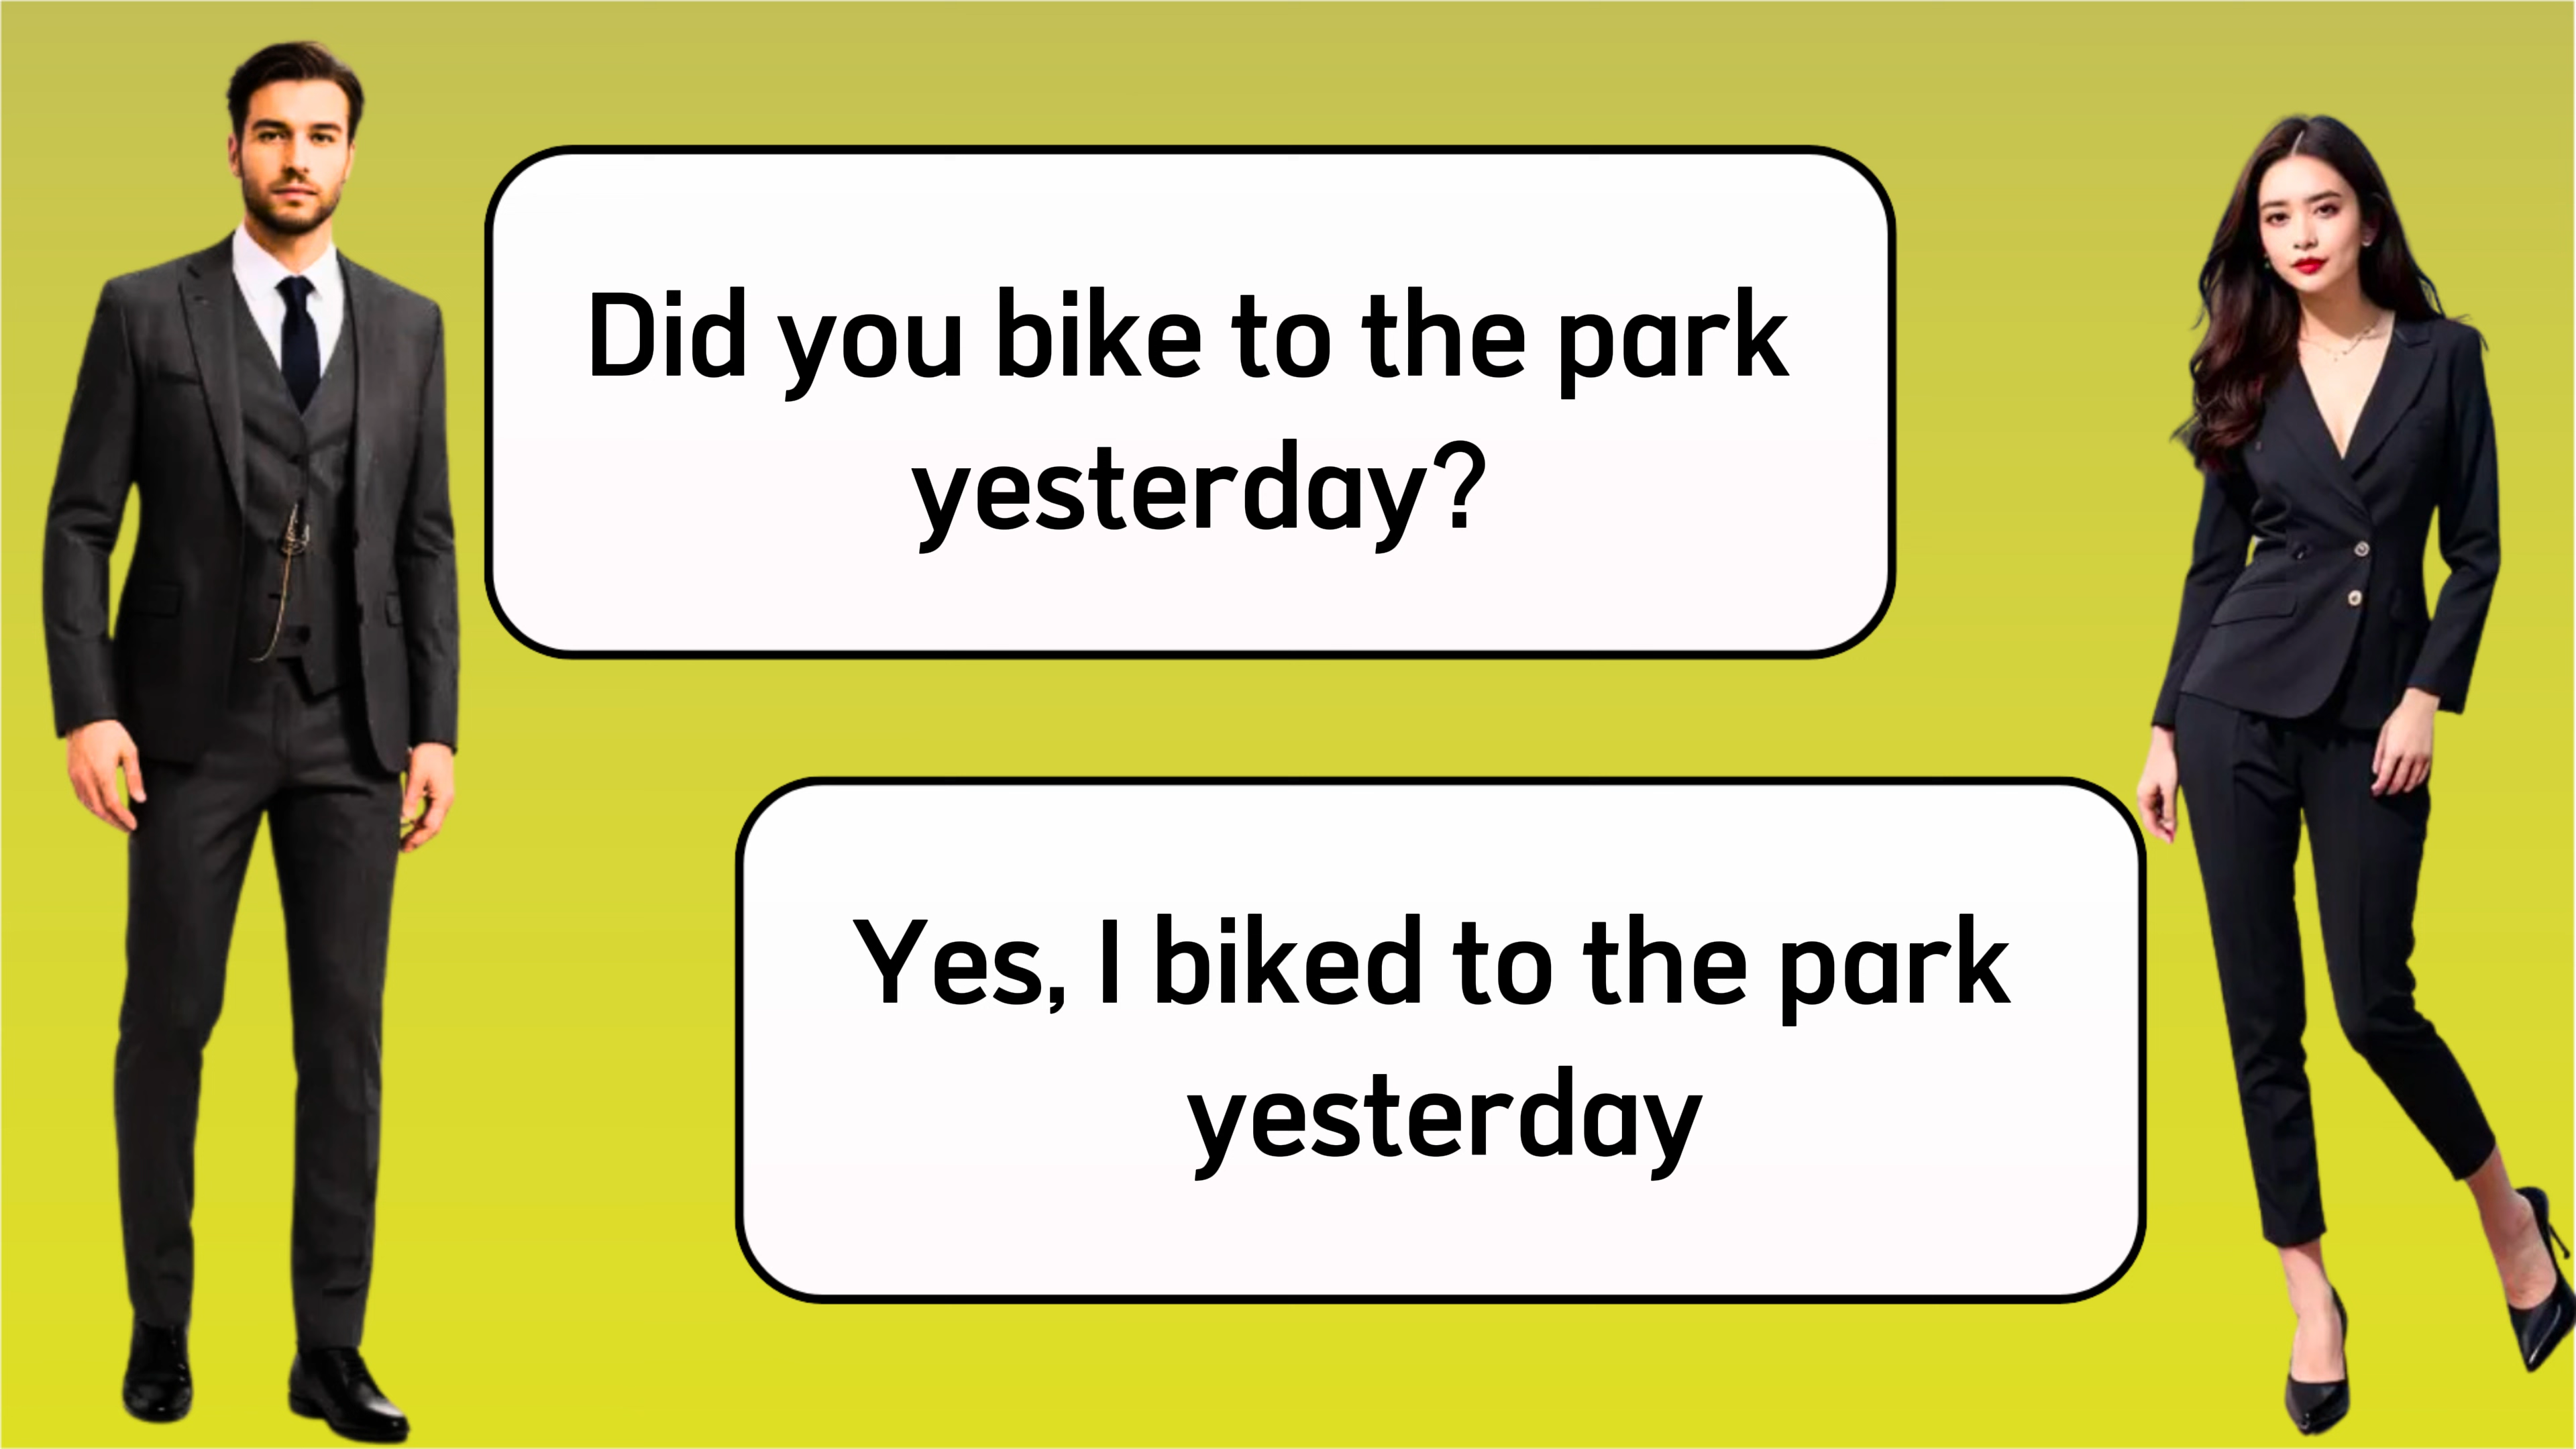 Did you bike to the park
yesterday?
Yes, I biked to the park
yesterday